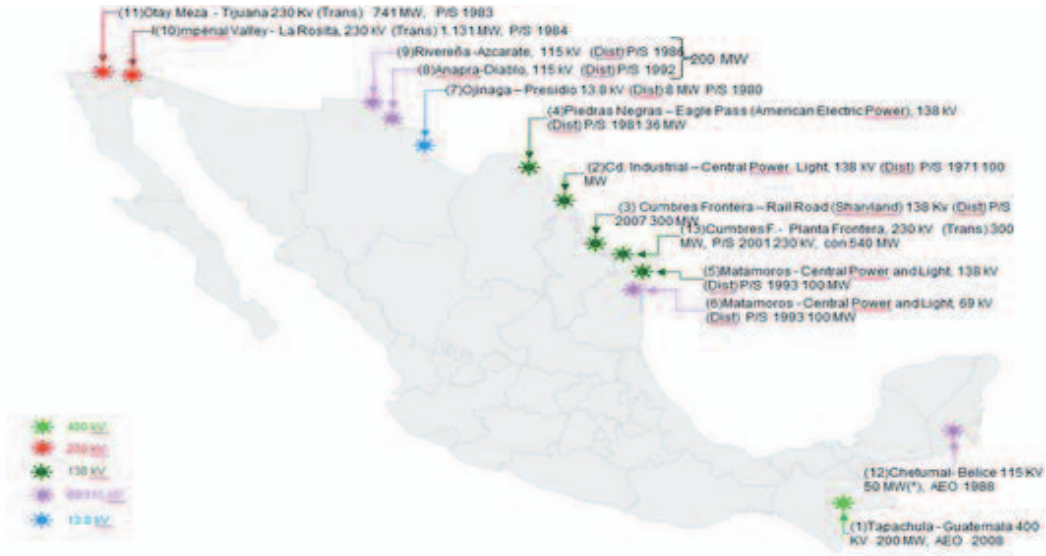 (11)Otay Meza - Tijuana 230 Kv (Trans) 741 MW, P/S 1983
I(10)mperial Valley - La Rosita, 230 kV (Trans) 1.131 MW, P/S 1984
(9)Rivereña -Azcarate, 115 kV (Dist)P/S 1986
200 MW
(8)Anapra-Diablo, 115 kV (Dist)P/S 1992
(7)Ojinaga – Presidio 13.8 kV (Dist) 8 MW P/S 1980
(4)Piedras Negras – Eagle Pass (American Electric Power), 138 kV
(Dist) P/S 1981 36 MW
(2)Cd. Industrial – Central Power, Light, 138 kV (Dist) P/S 1971 100
MW
(3) Cumbres Frontera – Rail Road (Sharyland) 138 Kv (Dist) P/S
2007 300 MW
(13)Cumbres F.- Planta Frontera, 230 kV (Trans) 300
MW, P/S 2001 230 kV, con 540 MW
(5)Matamoros - Central Power and Light, 138 kV
(Dist) P/S 1993 100 MW
(6)Matamoros - Central Power and Light, 69 kV
(Dist) P/S 1993 100 MW
400 kV
230 kV
138 kV
69/115 kV
13.8 kV
(12)Chetumal- Belice 115 KV
50 MW(*), AEO 1988
(1)Tapachula - Guatemala 400
KV 200 MW, AEO 2008